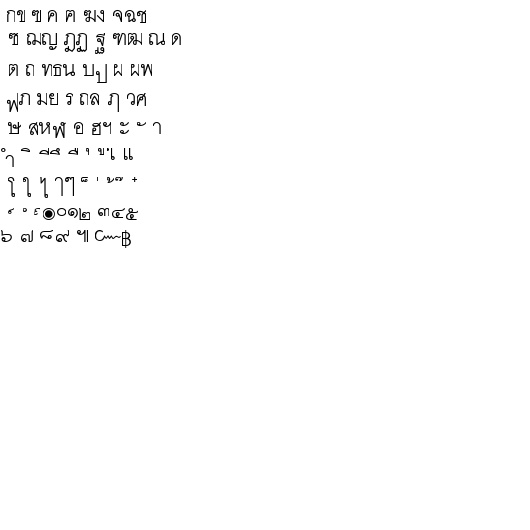 กข ฃ ค ฅ ฆง จฉช
ซ ฌญ ฎฏ ฐ ฑฒ ณ ด
ต ถ ทธน บป ผ ฝพ
ฟภ มย ร ฤล ฦ วศ
ษ สหฬ อ ฮฯ ะ ั า
ำ ิ ีึ ื ุ ฺูเ แ
โ ใ ไ ๅๆ ็ ่ ้๊ ๋
์ ํ ๎๏๐๑๒ ๓๔๕
๖ ๗ ๘๙ ๚ ๛฿